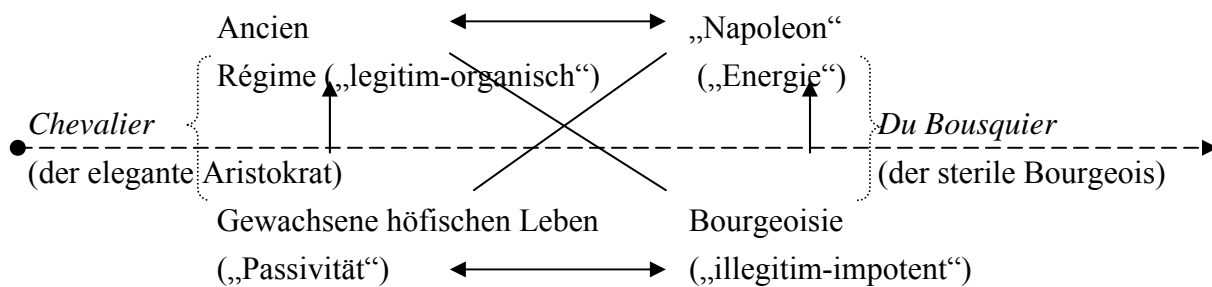 Ancien
„Napoleon“
Régime („legitim-organisch“)
(„Energie“)
Chevalier
Du Bousquier
(der elegante Aristokrat)
(der sterile Bourgeois)
Gewachsene höfischen Leben
Bourgeoisie
(„Passivität“)
(„illegitim-impotent“)